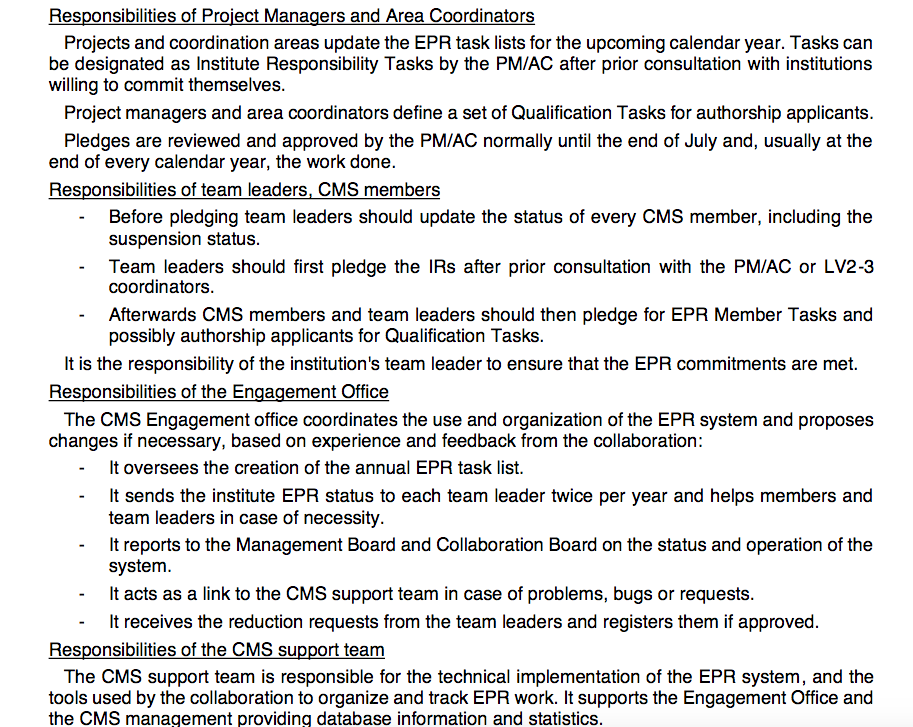 Responsibilities of Project Managers and Area Coordinators
Projects and coordination areas update the EPR task lists for the upcoming calendar year. Tasks can
be designated as Institute Responsibility Tasks by the PM/AC after prior consultation with institutions
willing to commit themselves.
Project managers and area coordinators define a set of Qualification Tasks for authorship applicants.
Pledges are reviewed and approved by the PM/AC normally until the end of July and, usually at the
end of every calendar year, the work done.
Responsibilities of team leaders, CMS members
- Before pledging team leaders should update the status of every CMS member, including the
suspension status.
- Team leaders should first pledge the IRs after prior consultation with the PM/AC or LV2-3
coordinators.
- Afterwards CMS members and team leaders should then pledge for EPR Member Tasks and
possibly authorship applicants for Qualification Tasks.
It is the responsibility of the institution's team leader to ensure that the EPR commitments are met.
Responsibilities of the Engagement Office
The CMS Engagement office coordinates the use and organization of the EPR system and proposes
changes if necessary, based on experience and feedback from the collaboration:
- It oversees the creation of the annual EPR task list.
- It sends the institute EPR status to each team leader twice per year and helps members and
team leaders in case of necessity.
- It reports to the Management Board and Collaboration Board on the status and operation of the
system.
- It acts as a link to the CMS support team in case of problems, bugs or requests.
- It receives the reduction requests from the team leaders and registers them if approved.
Responsibilities of the CMS support team
The CMS support team is responsible for the technical implementation of the EPR system, and the
tools used by the collaboration to organize and track EPR work. It supports the Engagement Office and
the CMS management providing database information and statistics.